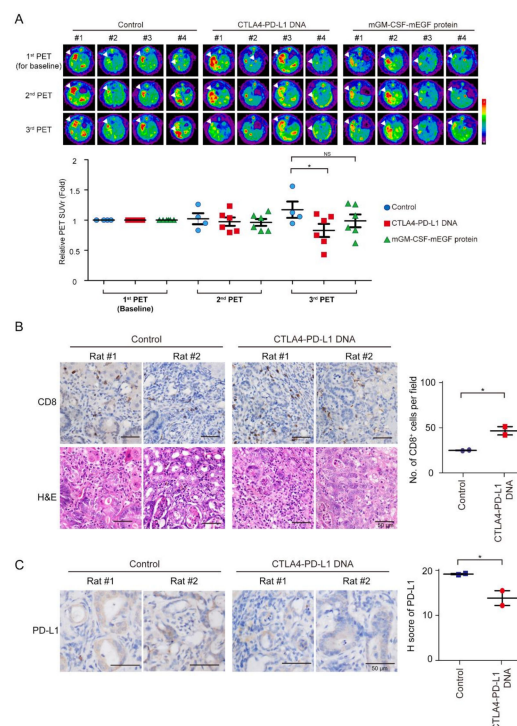 A
Control CTLA4-PD-L1 DNA mGM-CSF-mEGF protein
#1 #2 #3 #4 #1 #2 #3 #4 #1 #2 #3 #4
1st PET
(for baseline)
2nd PET
3rd PET
Relative PET SUVr (Fold)
2
1.5
1
0.5
0
NS
*
Control
CTLA4-PD-L1 DNA
mGM-CSF-mEGF protein
1st PET
(Baseline)
2nd PET
3rd PET
B
Control CTLA4-PD-L1 DNA
Rat #1 Rat #2 Rat #1 Rat #2
CD8
H&E
50 μm
No. of CD8+ cells per field
100
50
0
*
Control
CTLA4-PD-L1
DNA
C
Control CTLA4-PD-L1 DNA
Rat #1 Rat #2 Rat #1 Rat #2
PD-L1
50 μm
H socre of PD-L1
20
10
0
*
Control
CTLA4-PD-L1
DNA